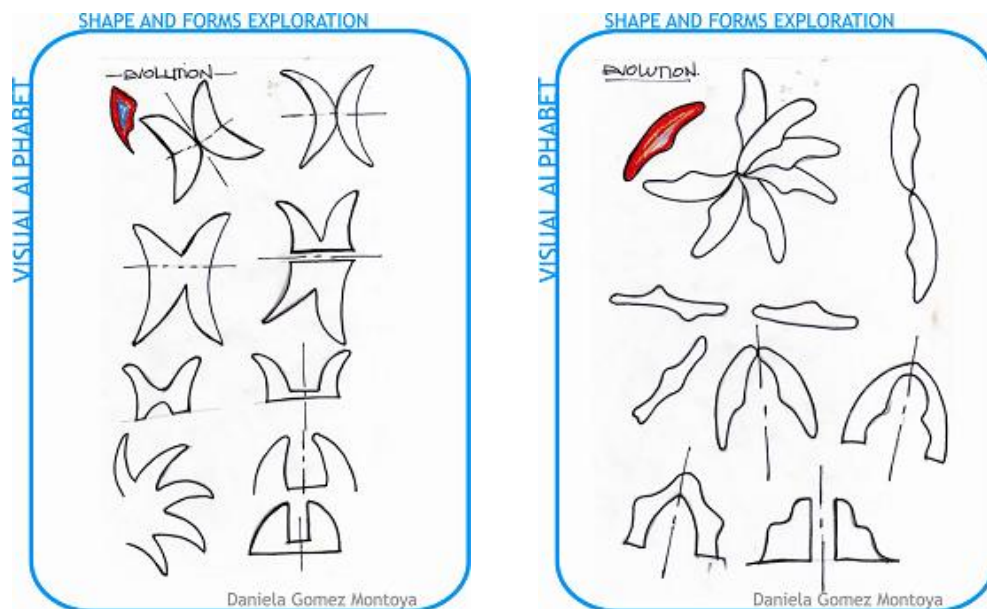 SHAPE AND FORMS EXPLORATION
VISUAL ALPHABET
EVOLUTION
Daniela Gomez Montoya
SHAPE AND FORMS EXPLORATION
VISUAL ALPHABET
EVOLUTION.
Daniela Gomez Montoya